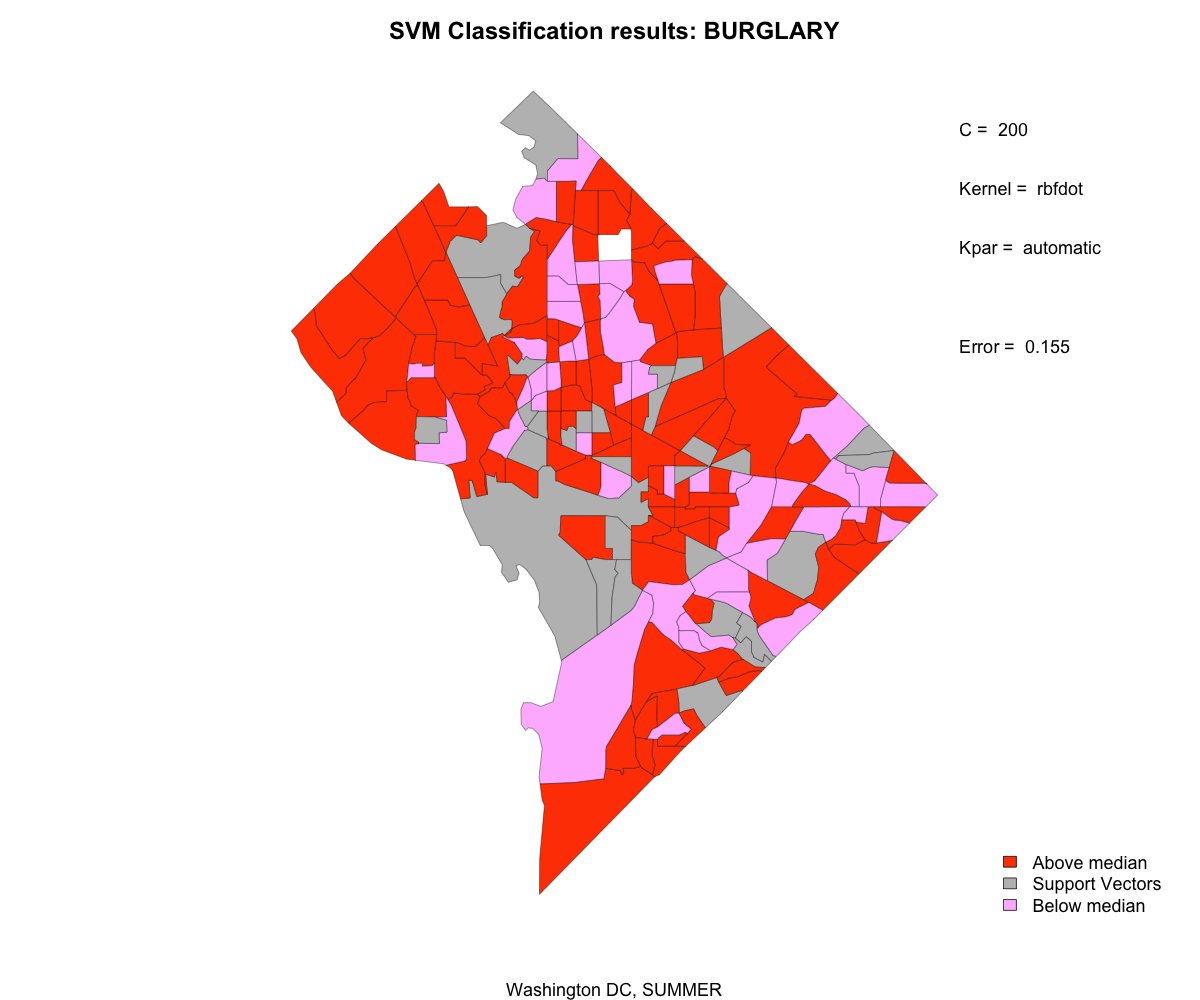 SVM Classification results: BURGLARY
C =  200
Kernel =  rbfdot
Kpar =  automatic
Error =  0.155
Above median
Support Vectors
Below median
Washington DC, SUMMER